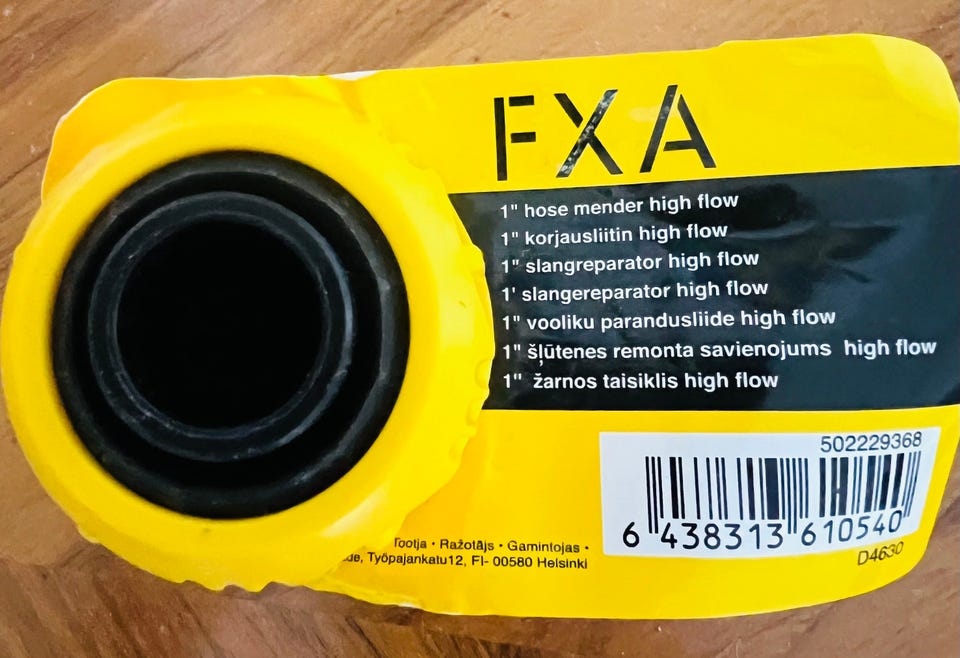 FXA
1" hose mender high flow
1" korjausliitin high flow
1" slangreparator high flow
1' slangereparator high flow
1" vooliku parandusliide high flow
1" šļūtenes remonta savienojums high flow
1" žarnos taisiklis high flow
502229368
6 438313 610540
D4630
Tootja · Ražotājs · Gamintojas ·
Työpajankatu12, FI- 00580 Helsinki